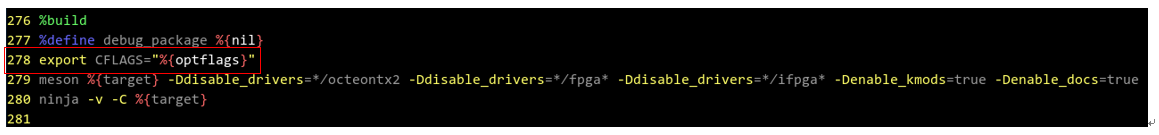 276 %build
277 %define debug_package %{nil}
278 export CFLAGS="%{optflags}"
279 meson %{target} -Ddisable_drivers=*/octeontx2 -Ddisable_drivers=*/fpga* -Ddisable_drivers=*/ifpga* -Denable_kmods=true -Denable_docs=true
280 ninja -v -C %{target}
281